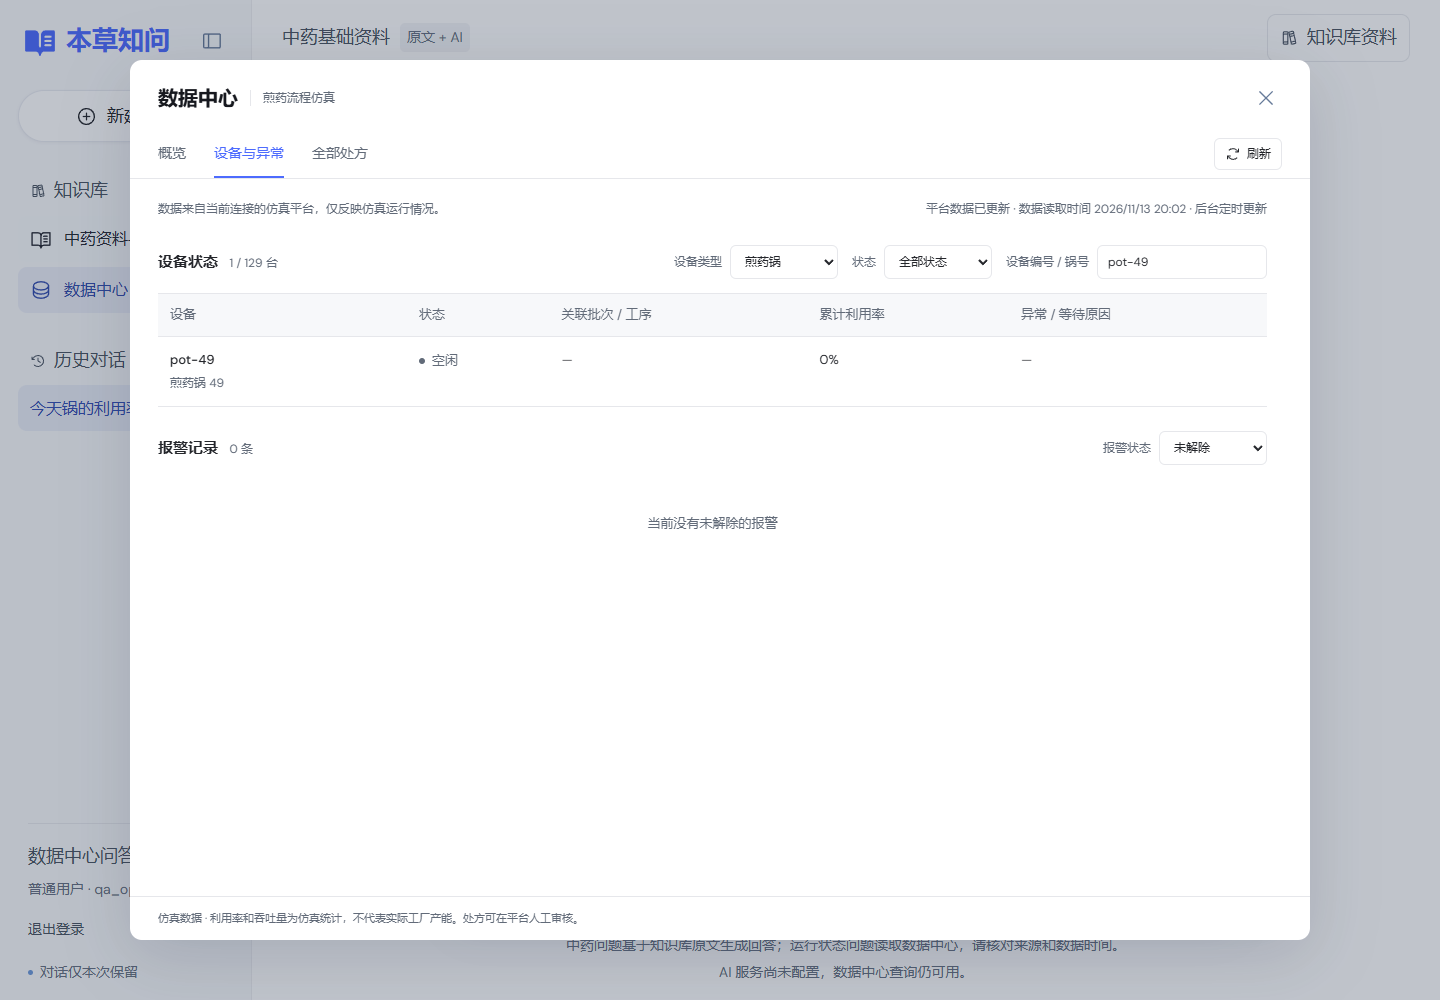 本草知问
中药基础资料
原文 + AI
知识库资料
新建
知识库
中药资料
数据中心
历史对话
今天锅的利用率
数据中心问答
普通用户 · qa_op
退出登录
对话仅本次保留
数据中心
煎药流程仿真
概览
设备与异常
全部处方
刷新
数据来自当前连接的仿真平台，仅反映仿真运行情况。
平台数据已更新 · 数据读取时间 2026/11/13 20:02 · 后台定时更新
设备状态 1 / 129 台
设备类型 煎药锅
状态 全部状态
设备编号 / 锅号 pot-49
设备 状态 关联批次 / 工序 累计利用率 异常 / 等待原因
pot-49 空闲 — 0% —
煎药锅 49
报警记录 0 条
报警状态 未解除
当前没有未解除的报警
仿真数据 · 利用率和吞吐量为仿真统计，不代表实际工厂产能。处方可在平台人工审核。
中药问题基于知识库原文生成回答；运行状态问题读取数据中心，请核对来源和数据时间。
AI 服务尚未配置，数据中心查询仍可用。